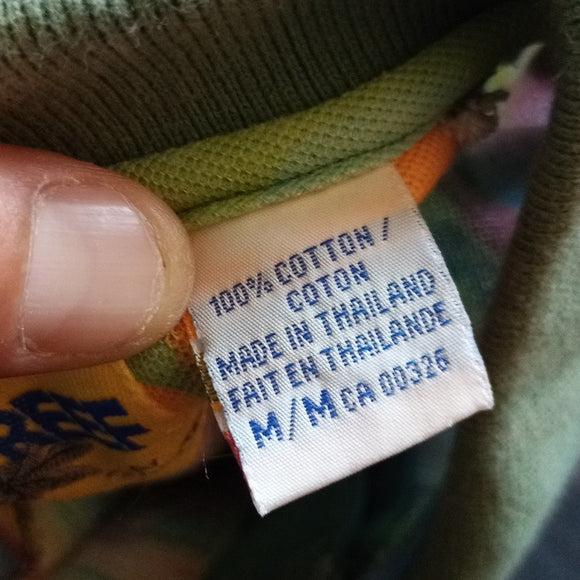 100% COTTON /
COTON
MADE IN THAILAND
FAIT EN THAILANDE
M/M CA 00326